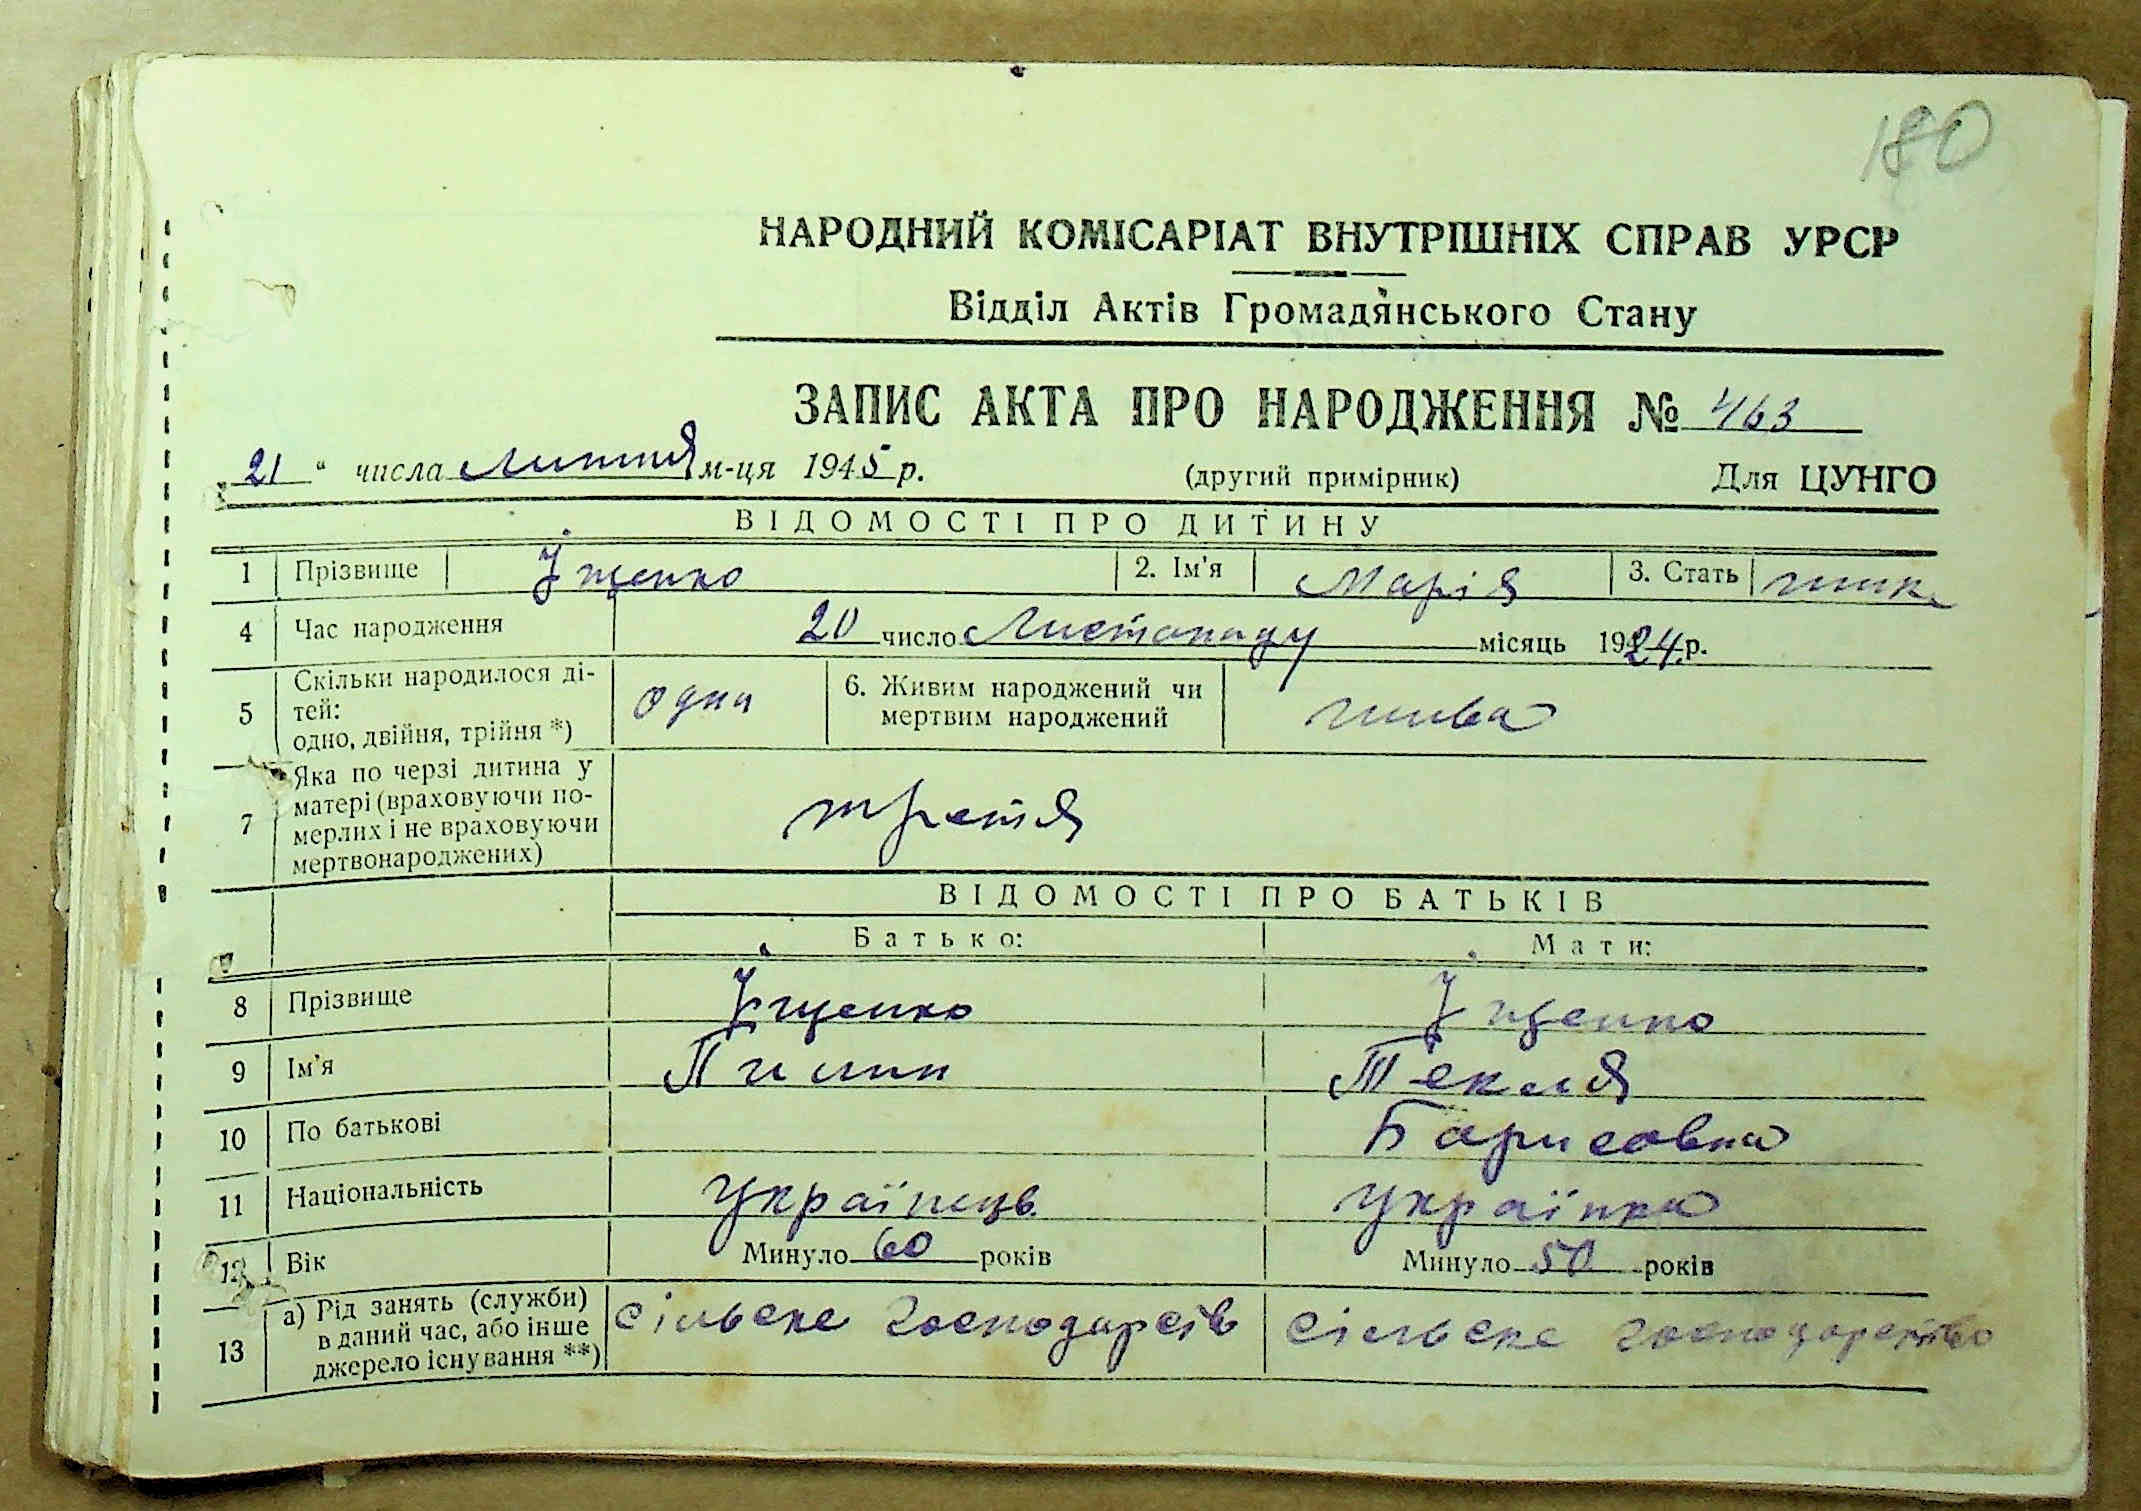 180
НАРОДНИЙ КОМІСАРІАТ ВНУТРІШНІХ СПРАВ УРСР
Відділ Актів Громадянського Стану
ЗАПИС АКТА ПРО НАРОДЖЕННЯ № 463
21 " числа Липня м-ця 1945 р. (другий примірник) Для ЦУНГО
ВІДОМОСТІ ПРО ДИТИНУ
1 Прізвище Іщенко 2. Ім'я Марія 3. Стать жінк.
4 Час народження 20 число Листопаду місяць 1924 р.
5 Скільки народилося ді-
тей:
одно, двійня, трійня *) одна
6. Живим народжений чи
мертвим народжений жива
7 Яка по черзі дитина у
матері (враховуючи по-
мерлих і не враховуючи
мертвонароджених) третя
ВІДОМОСТІ ПРО БАТЬКІВ
Батько: Мати:
8 Прізвище Іщенко Іщенко
9 Ім'я Пилип Текля
10 По батькові Борисовна
11 Національність Українець Українка
12 Вік Минуло 60 років Минуло 50 років
13 а) Рід занять (служби)
в даний час, або інше
джерело існування **) сільське господарств сільське господарство